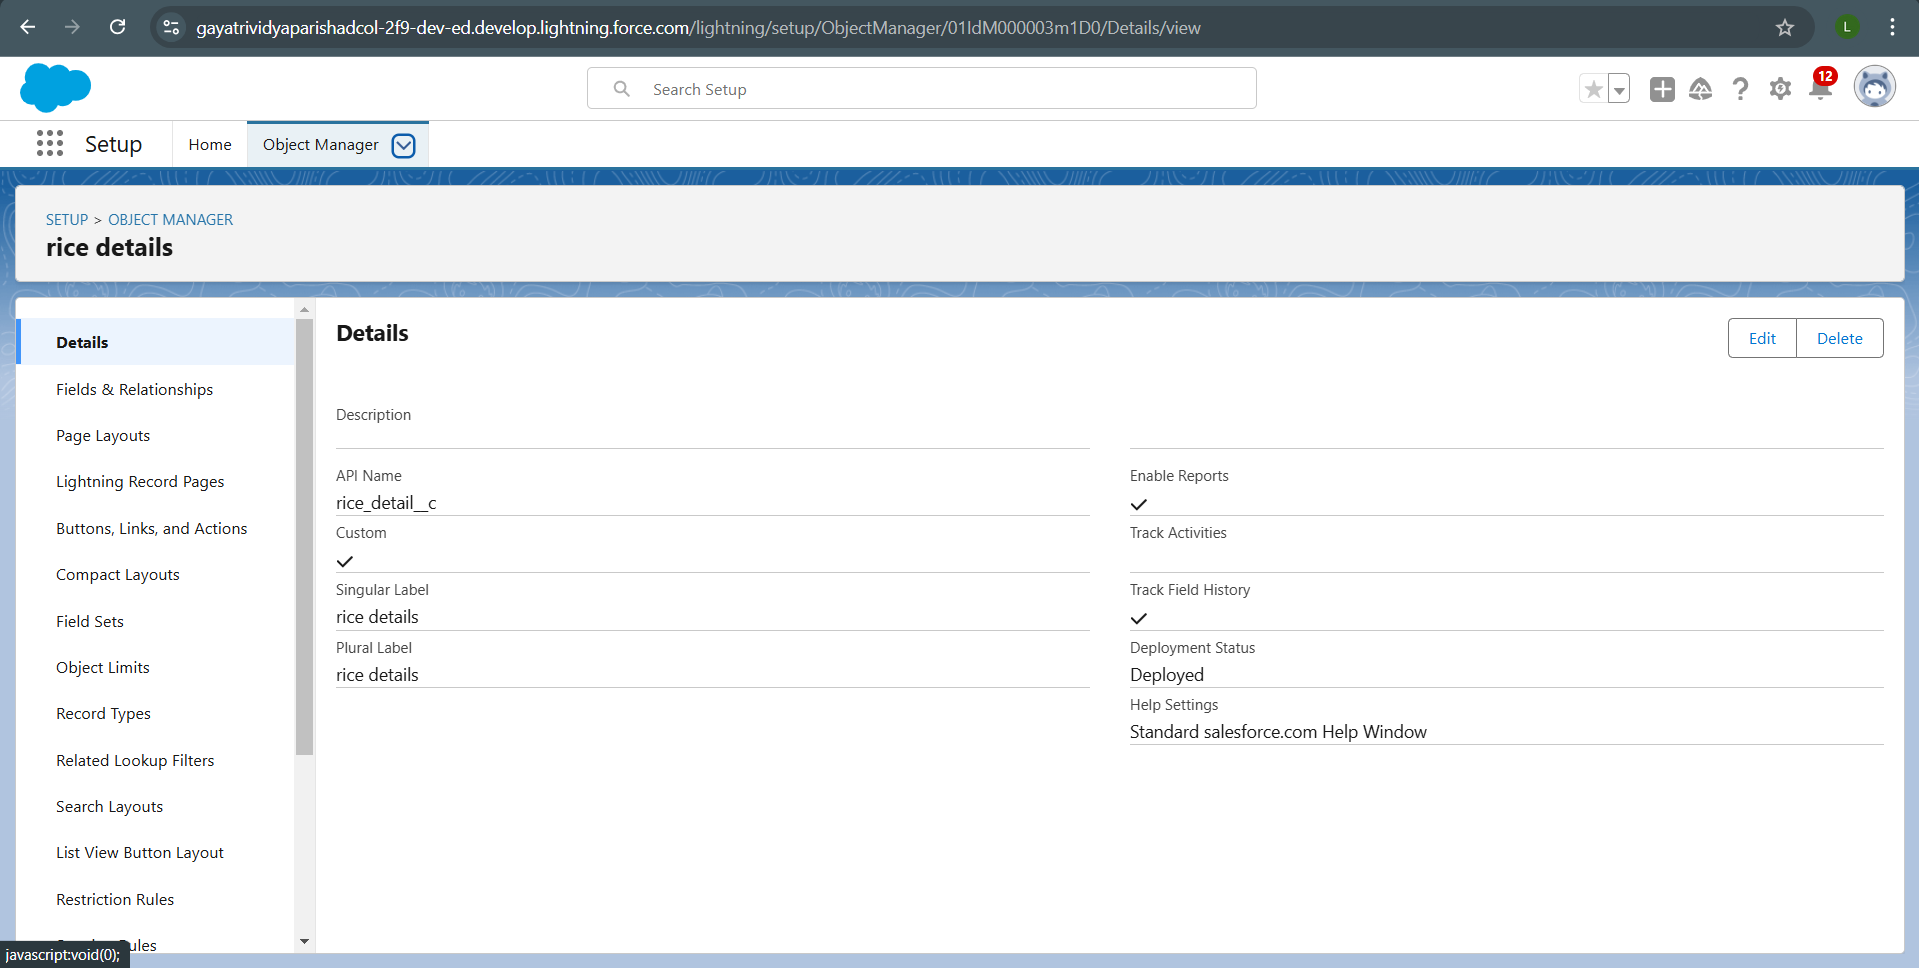 gayatrividyaparishadcol-2f9-dev-ed.develop.lightning.force.com/lightning/setup/ObjectManager/01IdM000003m1D0/Details/view
L
Search Setup
12
Setup
Home
Object Manager
SETUP > OBJECT MANAGER
rice details
Details
Fields & Relationships
Page Layouts
Lightning Record Pages
Buttons, Links, and Actions
Compact Layouts
Field Sets
Object Limits
Record Types
Related Lookup Filters
Search Layouts
List View Button Layout
Restriction Rules
Rules
javascript:void(0);
Details
Edit
Delete
Description
API Name
rice_detail__c
Custom
Singular Label
rice details
Plural Label
rice details
Enable Reports
Track Activities
Track Field History
Deployment Status
Deployed
Help Settings
Standard salesforce.com Help Window